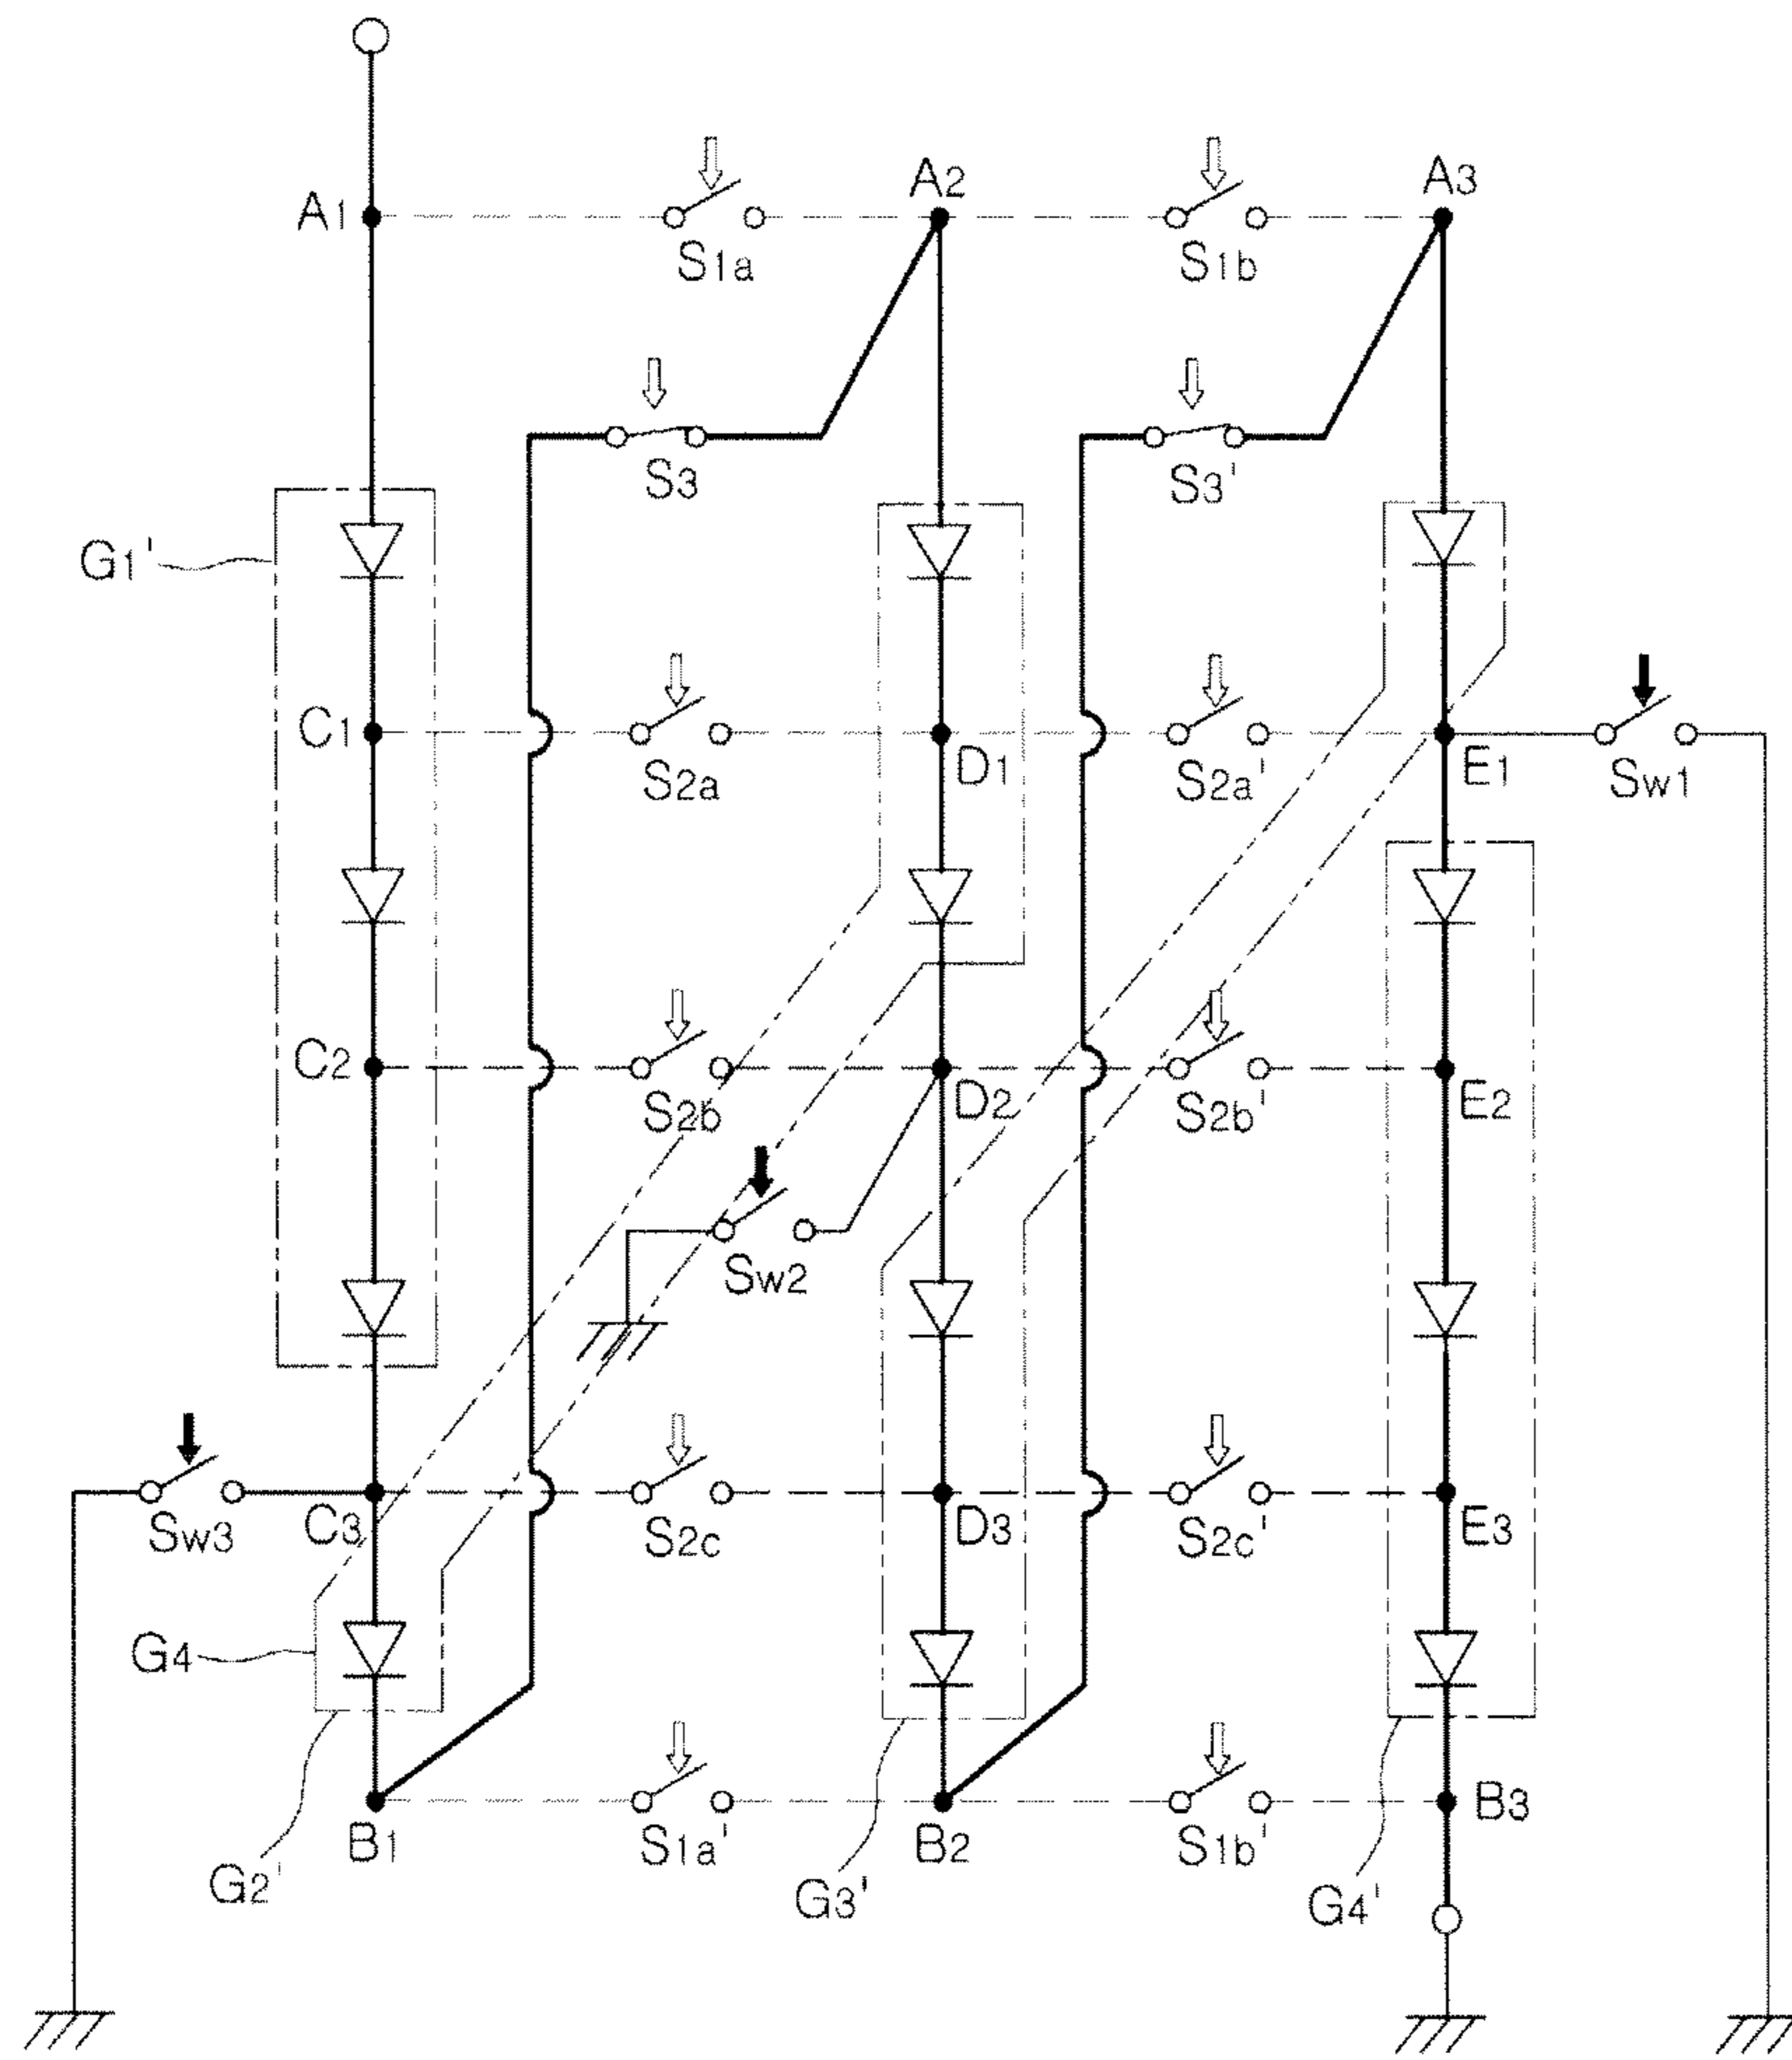 A1
A2
A3
S1a
S1b
S3
S3'
G1'
C1
S2a
D1
S2a'
E1
Sw1
C2
S2b
D2
S2b'
E2
Sw2
Sw3
C3
S2c
D3
S2c'
E3
G4
B1
S1a'
B2
S1b'
B3
G2'
G3'
G4'